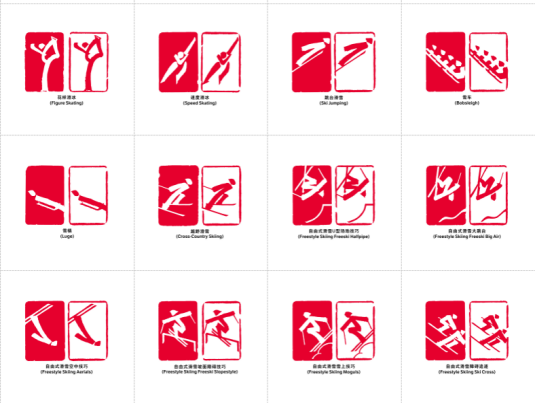 花样滑冰
(Figure Skating)
速度滑冰
(Speed Skating)
跳台滑雪
(Ski Jumping)
雪车
(Bobsleigh)
雪橇
(Luge)
越野滑雪
(Cross-Country Skiing)
自由式滑雪U型场地技巧
(Freestyle Skiing Freeski Halfpipe)
自由式滑雪大跳台
(Freestyle Skiing Freeski Big Air)
自由式滑雪空中技巧
(Freestyle Skiing Aerials)
自由式滑雪坡面障碍技巧
(Freestyle Skiing Freeski Slopestyle)
自由式滑雪雪上技巧
(Freestyle Skiing Moguls)
自由式滑雪障碍追逐
(Freestyle Skiing Ski Cross)